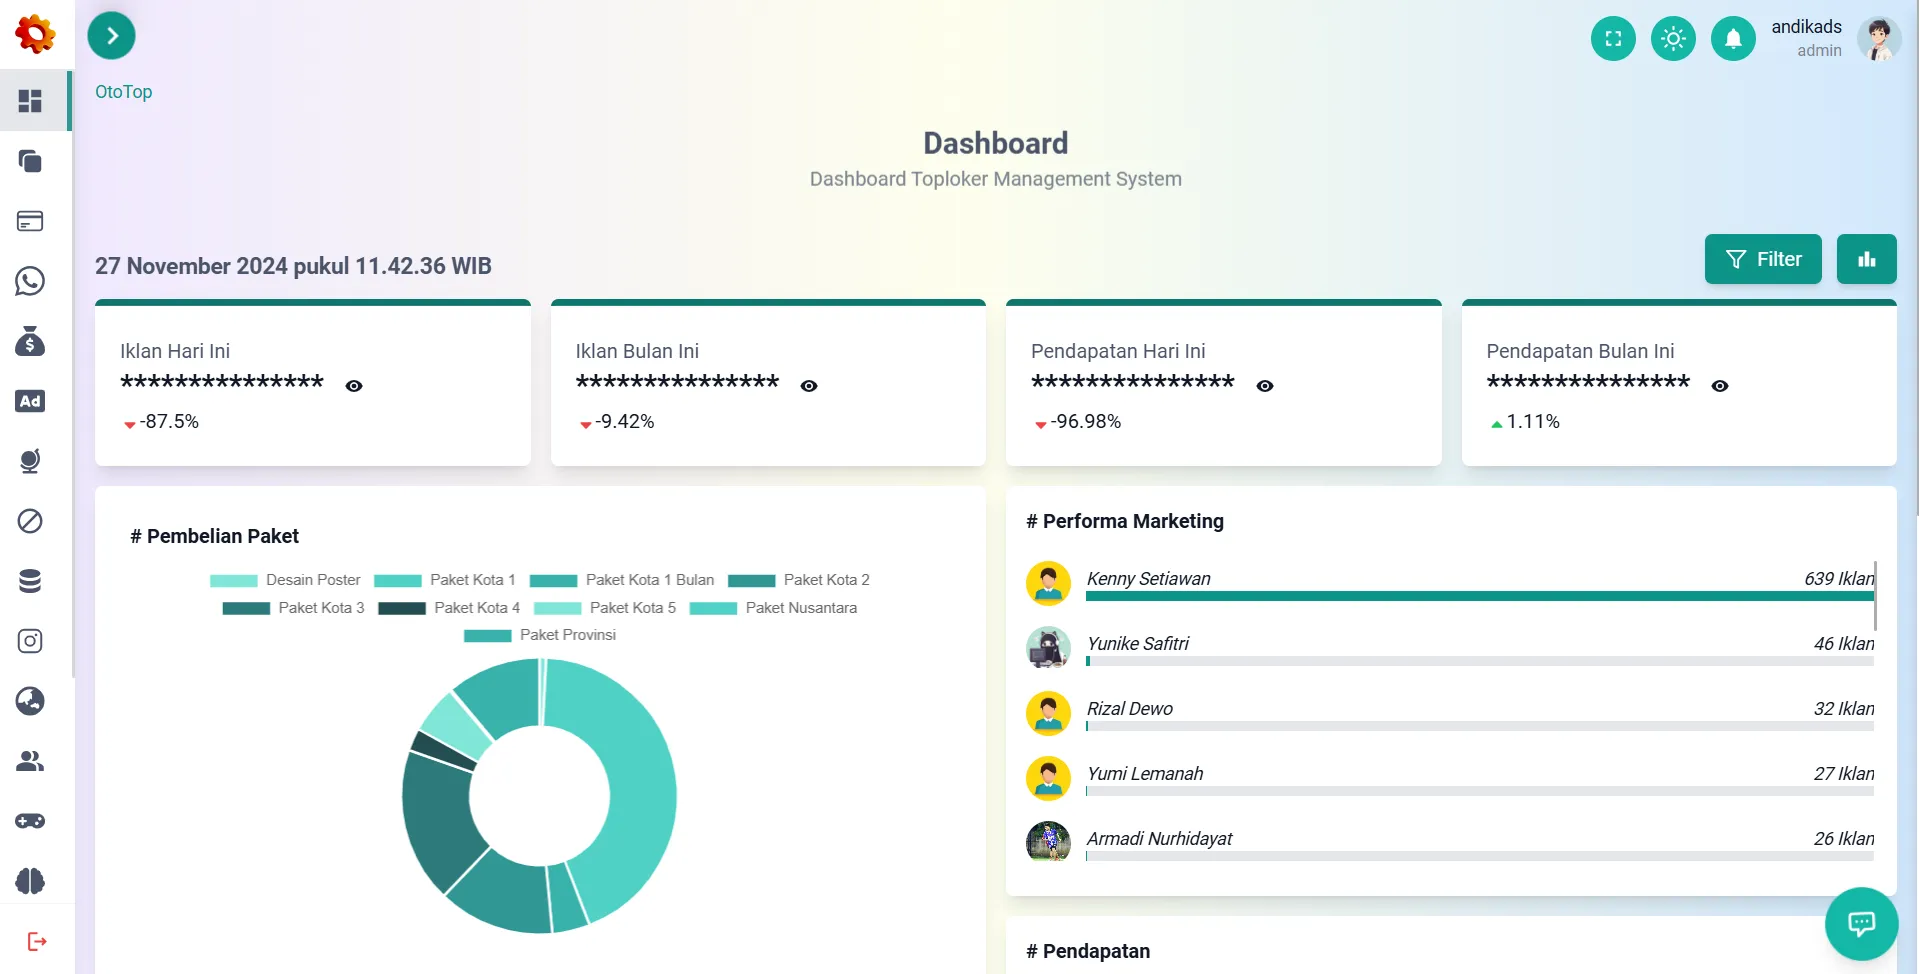 andikads
admin
OtoTop
Dashboard
Dashboard Toploker Management System
27 November 2024 pukul 11.42.36 WIB
Filter
Ad
Iklan Hari Ini
***************
-87.5%
Iklan Bulan Ini
***************
-9.42%
Pendapatan Hari Ini
***************
-96.98%
Pendapatan Bulan Ini
***************
1.11%
# Pembelian Paket
Desain Poster Paket Kota 1 Paket Kota 1 Bulan Paket Kota 2
Paket Kota 3 Paket Kota 4 Paket Kota 5 Paket Nusantara
Paket Provinsi
# Performa Marketing
Kenny Setiawan 639 Iklan
Yunike Safitri 46 Iklan
Rizal Dewo 32 Iklan
Yumi Lemanah 27 Iklan
Armadi Nurhidayat 26 Iklan
# Pendapatan